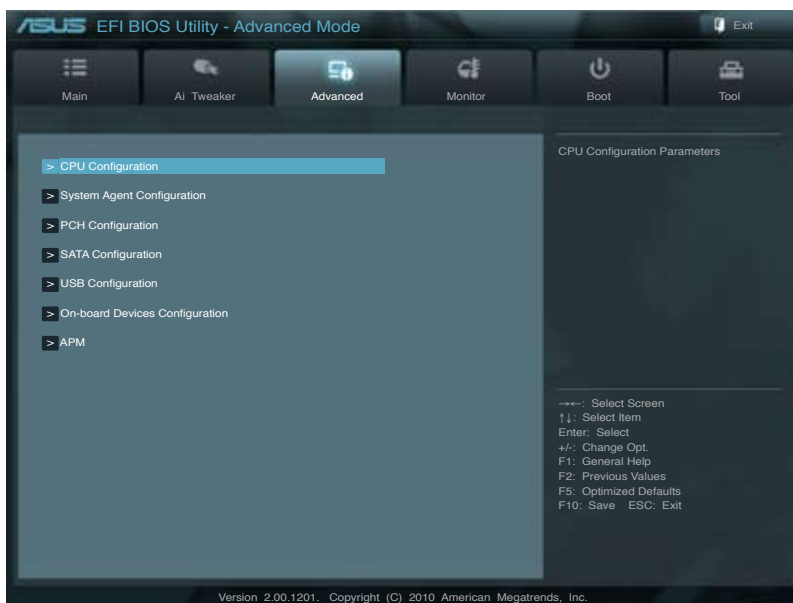 ASUS EFI BIOS Utility - Advanced Mode
Exit
Main
Ai Tweaker
Advanced
Monitor
Boot
Tool
> CPU Configuration
> System Agent Configuration
> PCH Configuration
> SATA Configuration
> USB Configuration
> On-board Devices Configuration
> APM
CPU Configuration Parameters
→←: Select Screen
↑↓: Select Item
Enter: Select
+/-: Change Opt.
F1: General Help
F2: Previous Values
F5: Optimized Defaults
F10: Save ESC: Exit
Version 2.00.1201. Copyright (C) 2010 American Megatrends, Inc.